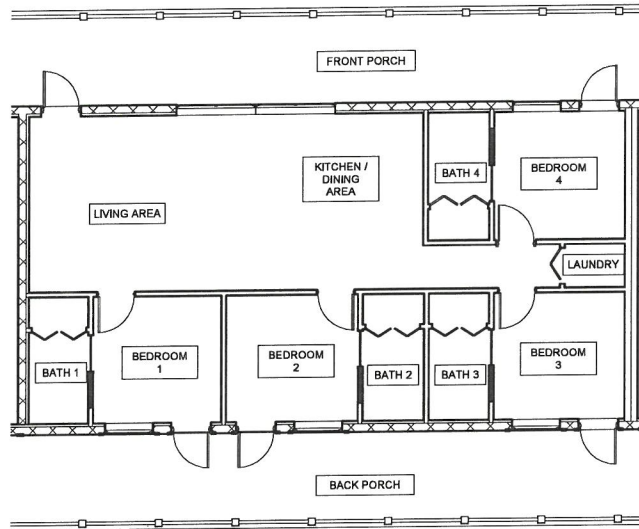 FRONT PORCH
KITCHEN /
DINING
AREA
BATH 4
BEDROOM
4
LIVING AREA
LAUNDRY
BATH 1
BEDROOM
1
BEDROOM
2
BATH 2
BATH 3
BEDROOM
3
BACK PORCH